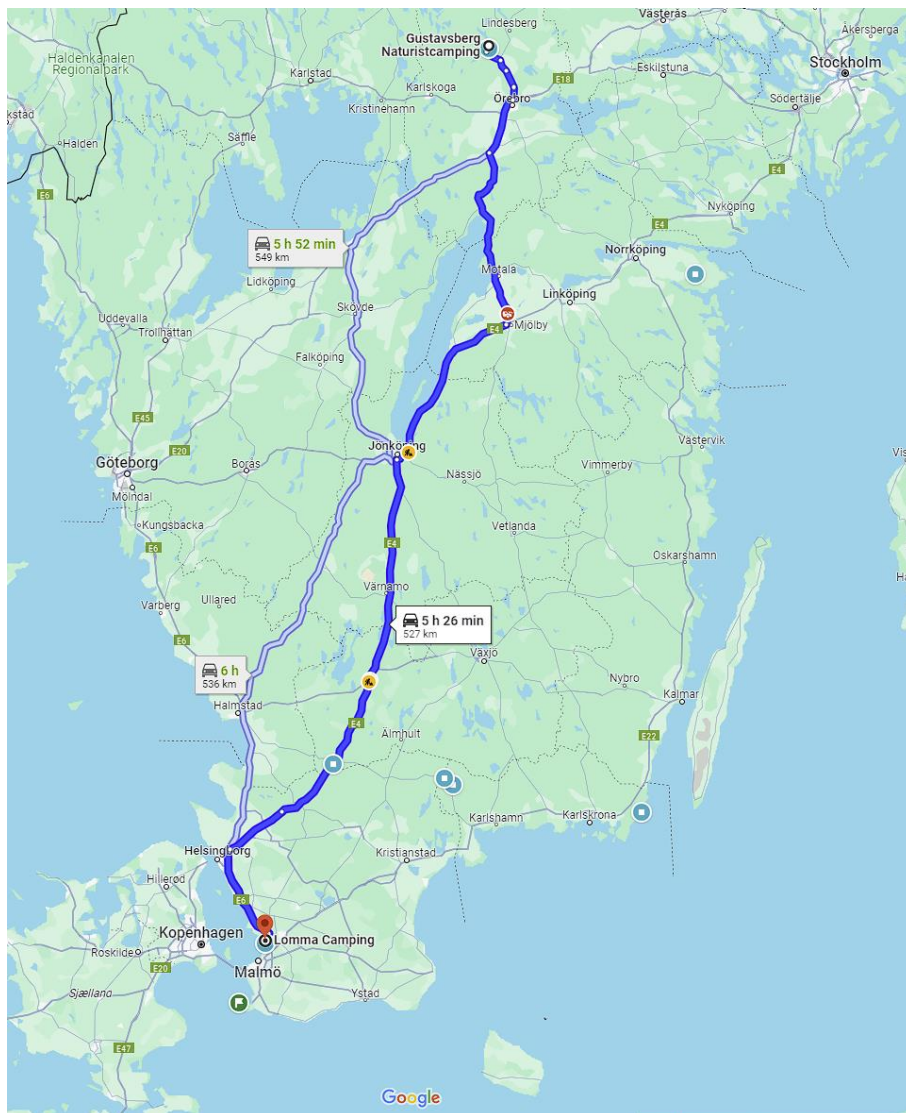 Lindesberg
Västerås
Åkersberga
Gustavsberg
Naturistcamping
Haldenkanalen
Regionalpark
Karlstad
Karlskoga
E18
Eskilstuna
Stockholm
Kristinehamn
Örebro
Södertälje
Halden
Säffle
E6
E4
Nyköping
5 h 52 min
549 km
E4
Norrköping
Lidköping
Motala
Linköping
Skövde
Uddevalla
Trollhättan
E4
Mjölby
Falköping
E45
Jönköping
Västervik
E20
Göteborg
Borås
Nässjö
Vimmerby
Mölndal
Kungsbacka
Vetlanda
E6
E4
Oskarshamn
Värnamo
Varberg
Ullared
5 h 26 min
527 km
E6
6 h
536 km
Växjö
Nybro
Kalmar
Halmstad
E4
Älmhult
E22
Karlshamn
Karlskrona
Helsingborg
Kristianstad
Hillerød
E6
Kopenhagen
Lomma Camping
Roskilde
E20
Malmö
Sjælland
Ystad
E47
Google